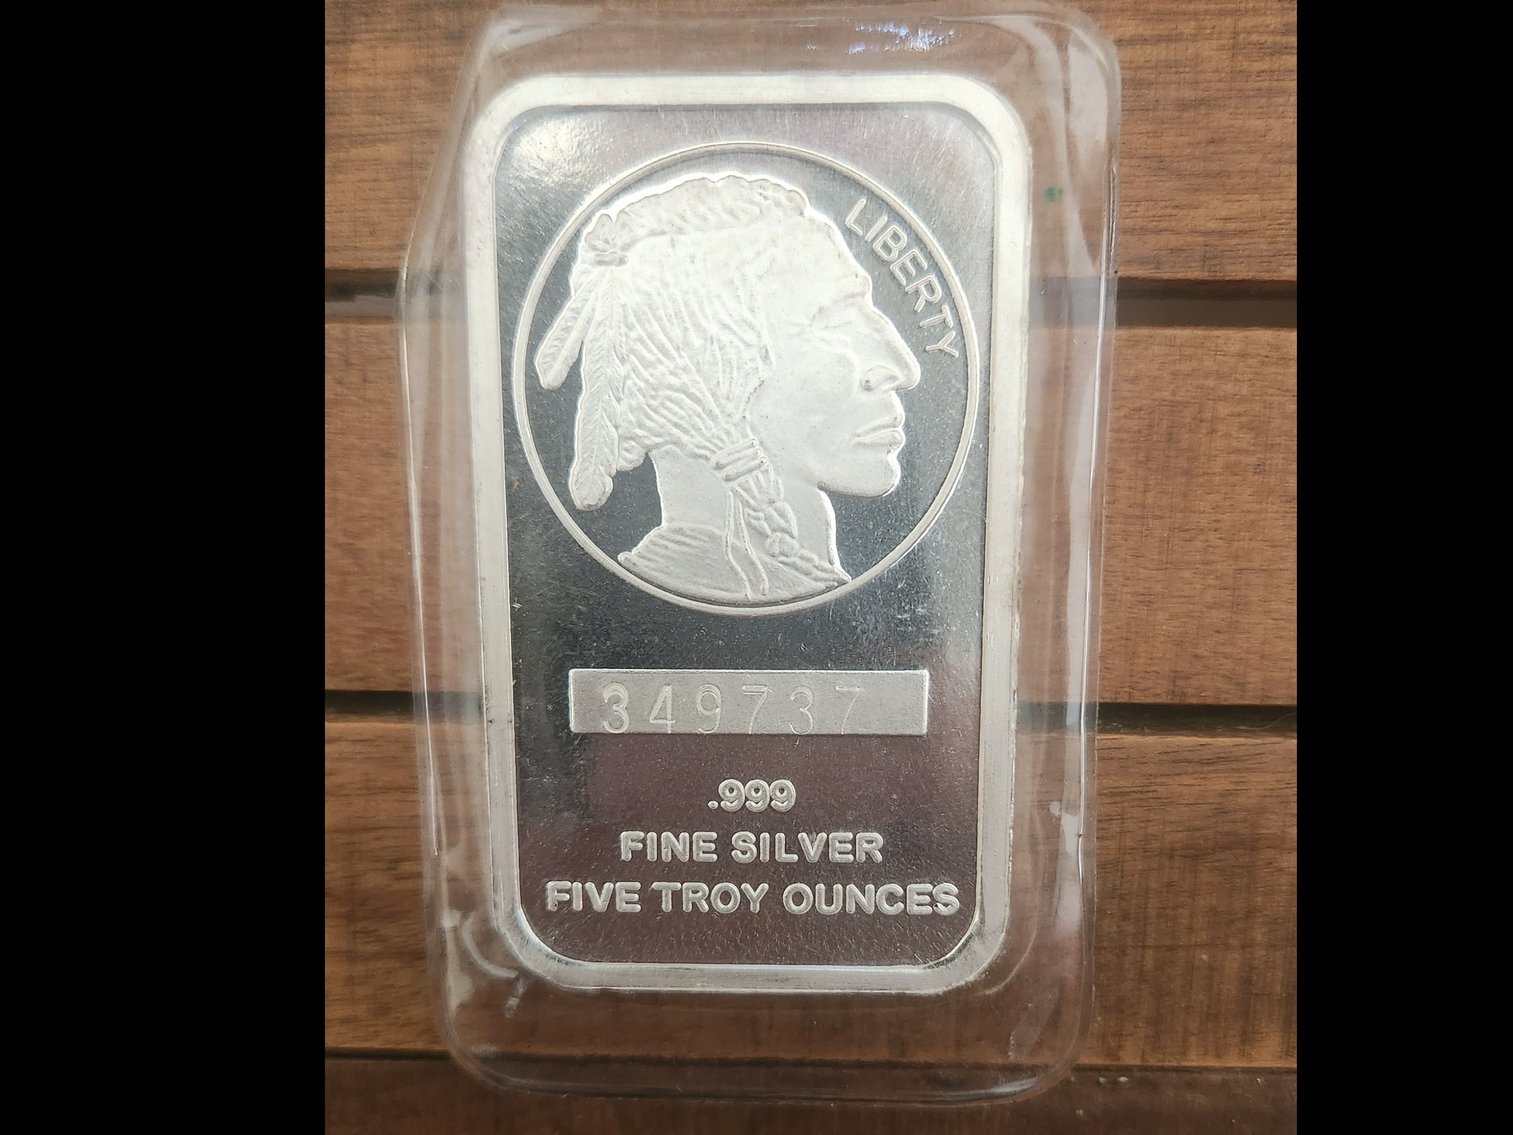 LIBERTY
349737
.999
FINE SILVER
FIVE TROY OUNCES